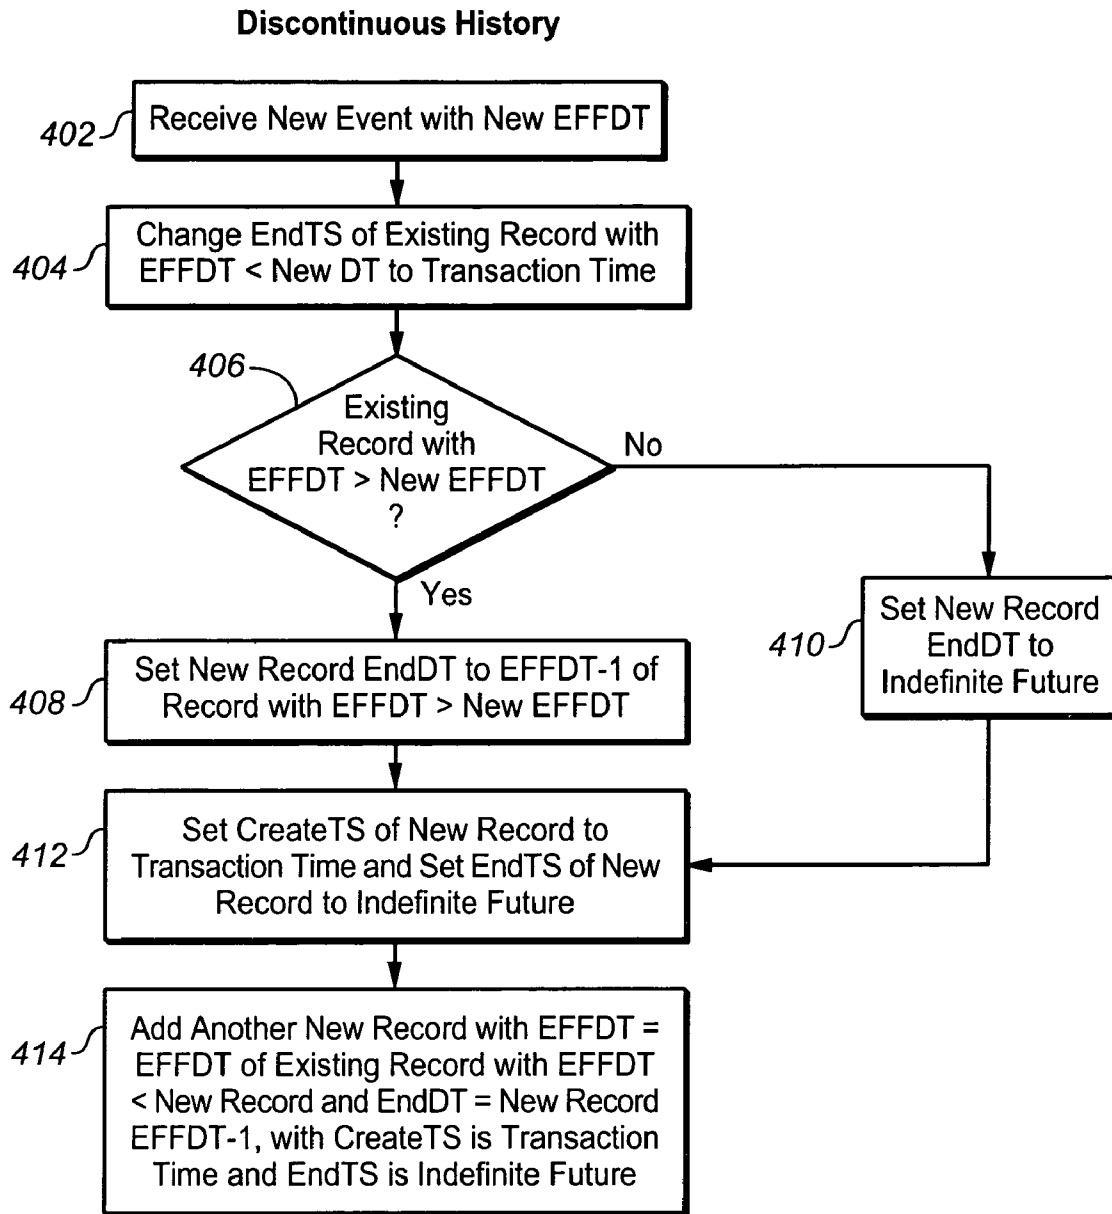 Discontinuous History
402
Receive New Event with New EFFDT
404
Change EndTS of Existing Record with
EFFDT < New DT to Transaction Time
406
Existing
Record with
EFFDT > New EFFDT
?
No
Yes
408
Set New Record EndDT to EFFDT-1 of
Record with EFFDT > New EFFDT
410
Set New Record
EndDT to
Indefinite Future
412
Set CreateTS of New Record to
Transaction Time and Set EndTS of New
Record to Indefinite Future
414
Add Another New Record with EFFDT =
EFFDT of Existing Record with EFFDT
< New Record and EndDT = New Record
EFFDT-1, with CreateTS is Transaction
Time and EndTS is Indefinite Future